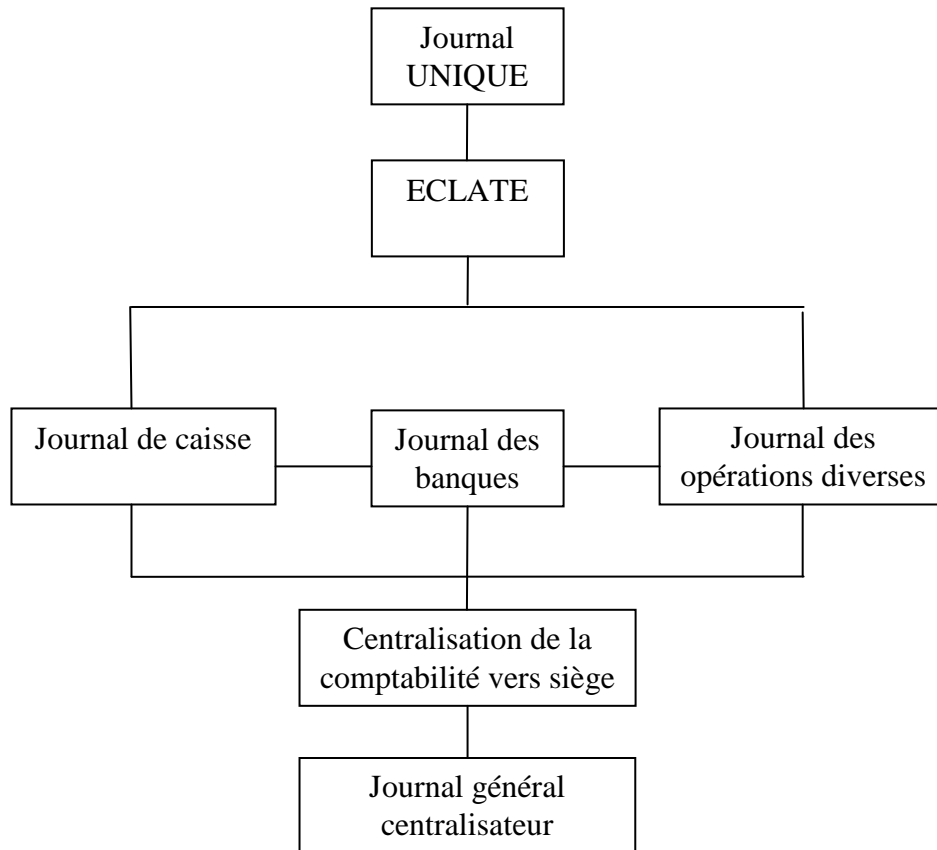 Journal
UNIQUE
ECLATE
Journal de caisse
Journal des
banques
Journal des
opérations diverses
Centralisation de la
comptabilité vers siège
Journal général
centralisateur